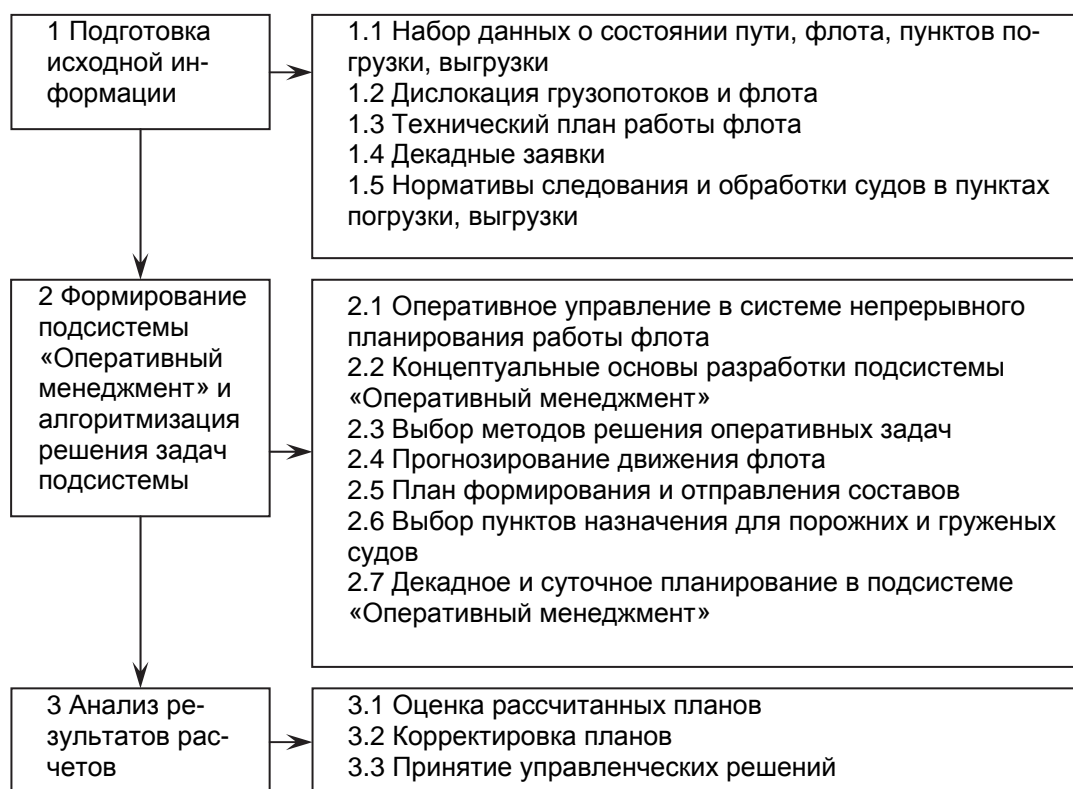 1 Подготовка
исходной ин-
формации
1.1 Набор данных о состоянии пути, флота, пунктов по-
грузки, выгрузки
1.2 Дислокация грузопотоков и флота
1.3 Технический план работы флота
1.4 Декадные заявки
1.5 Нормативы следования и обработки судов в пунктах
погрузки, выгрузки
2 Формирование
подсистемы
«Оперативный
менеджмент» и
алгоритмизация
решения задач
подсистемы
2.1 Оперативное управление в системе непрерывного
планирования работы флота
2.2 Концептуальные основы разработки подсистемы
«Оперативный менеджмент»
2.3 Выбор методов решения оперативных задач
2.4 Прогнозирование движения флота
2.5 План формирования и отправления составов
2.6 Выбор пунктов назначения для порожних и груженых
судов
2.7 Декадное и суточное планирование в подсистеме
«Оперативный менеджмент»
3 Анализ ре-
зультатов рас-
четов
3.1 Оценка рассчитанных планов
3.2 Корректировка планов
3.3 Принятие управленческих решений